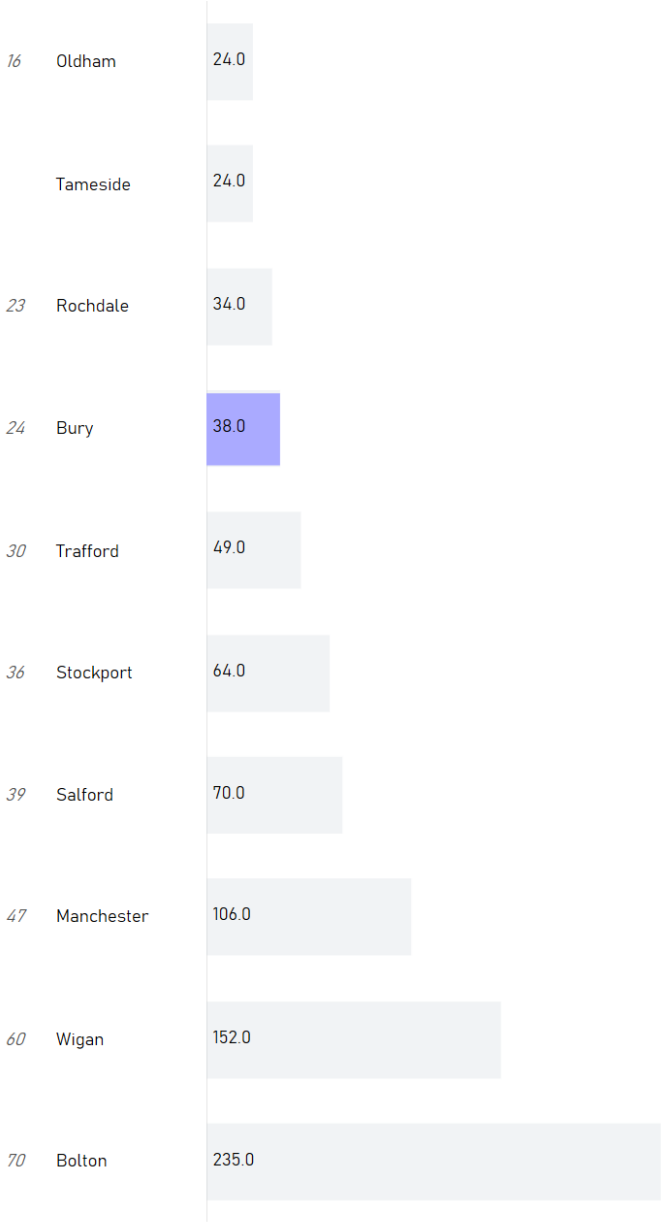 16 Oldham 24.0
Tameside 24.0
23 Rochdale 34.0
24 Bury 38.0
30 Trafford 49.0
36 Stockport 64.0
39 Salford 70.0
47 Manchester 106.0
60 Wigan 152.0
70 Bolton 235.0